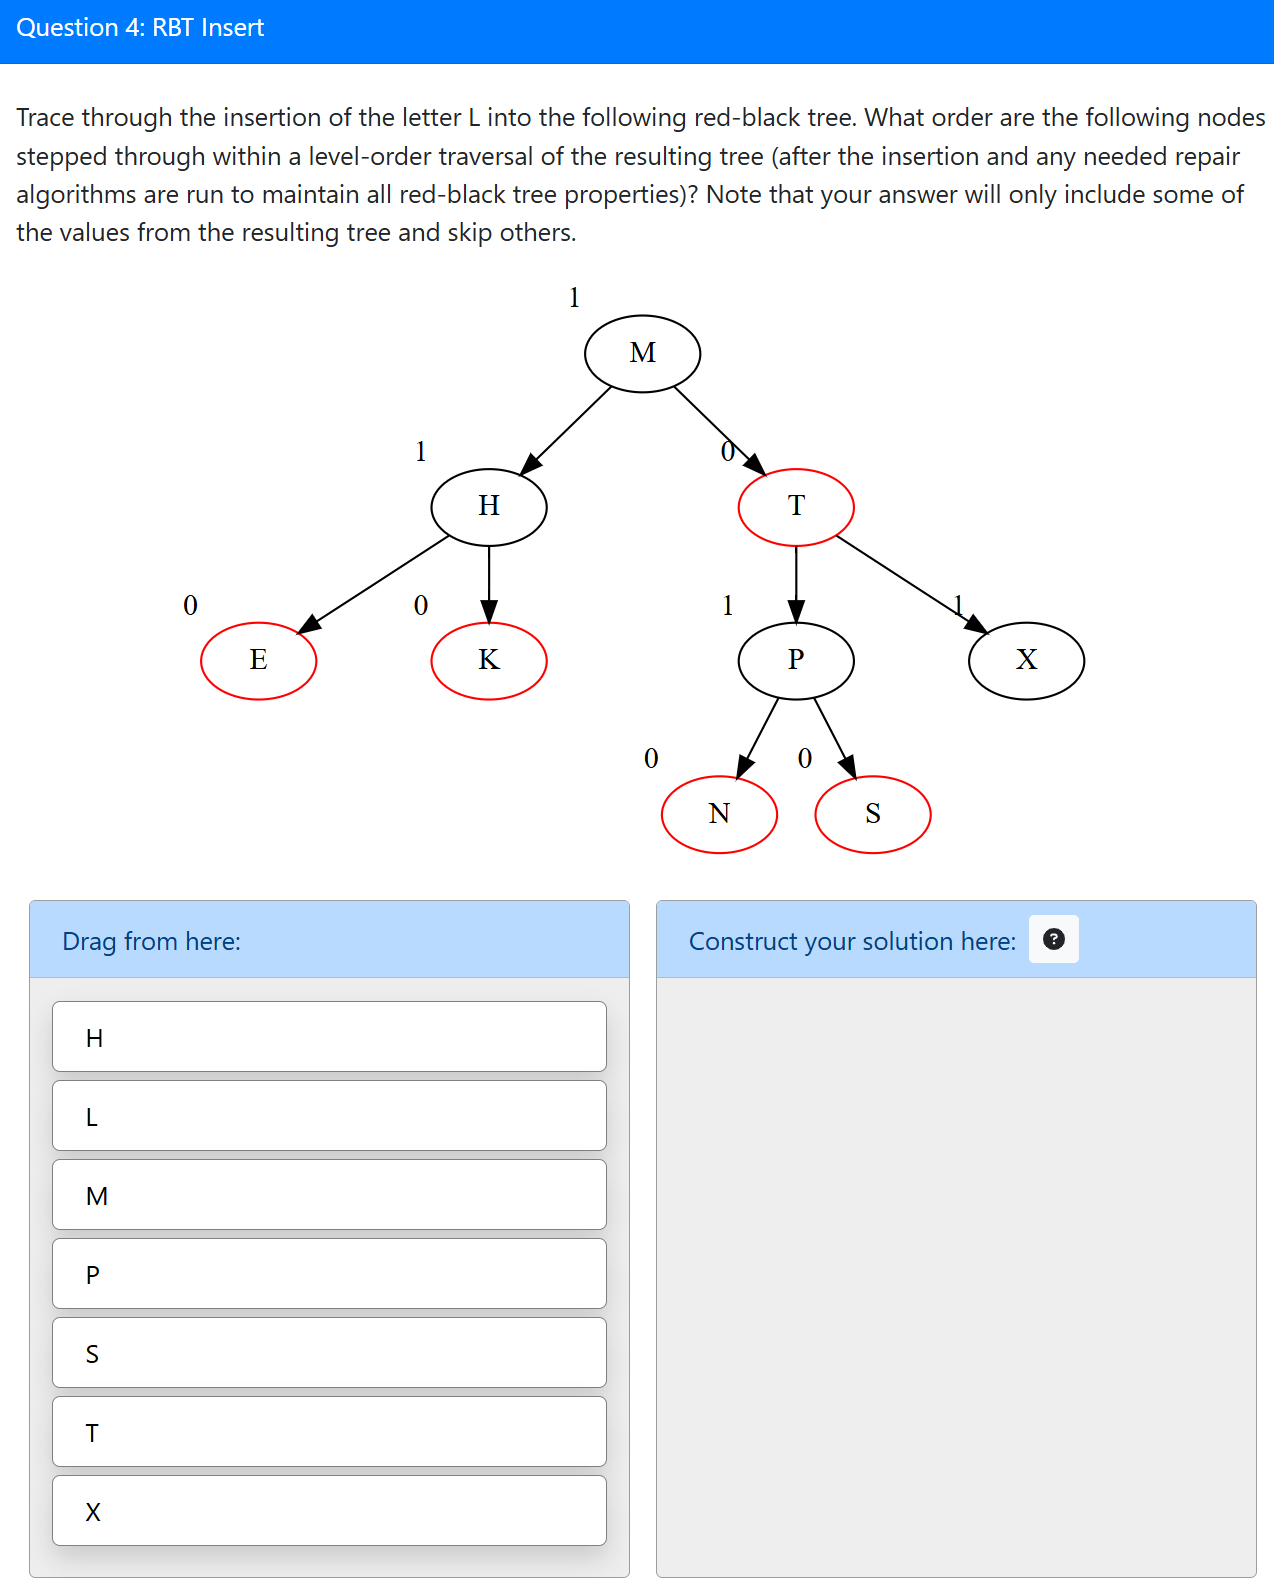 Question 4: RBT Insert
Trace through the insertion of the letter L into the following red-black tree. What order are the following nodes
stepped through within a level-order traversal of the resulting tree (after the insertion and any needed repair
algorithms are run to maintain all red-black tree properties)? Note that your answer will only include some of
the values from the resulting tree and skip others.
1
M
1 0
H T
0 0 1 1
E K P X
0 0
N S
Drag from here:
H
L
M
P
S
T
X
Construct your solution here: ?